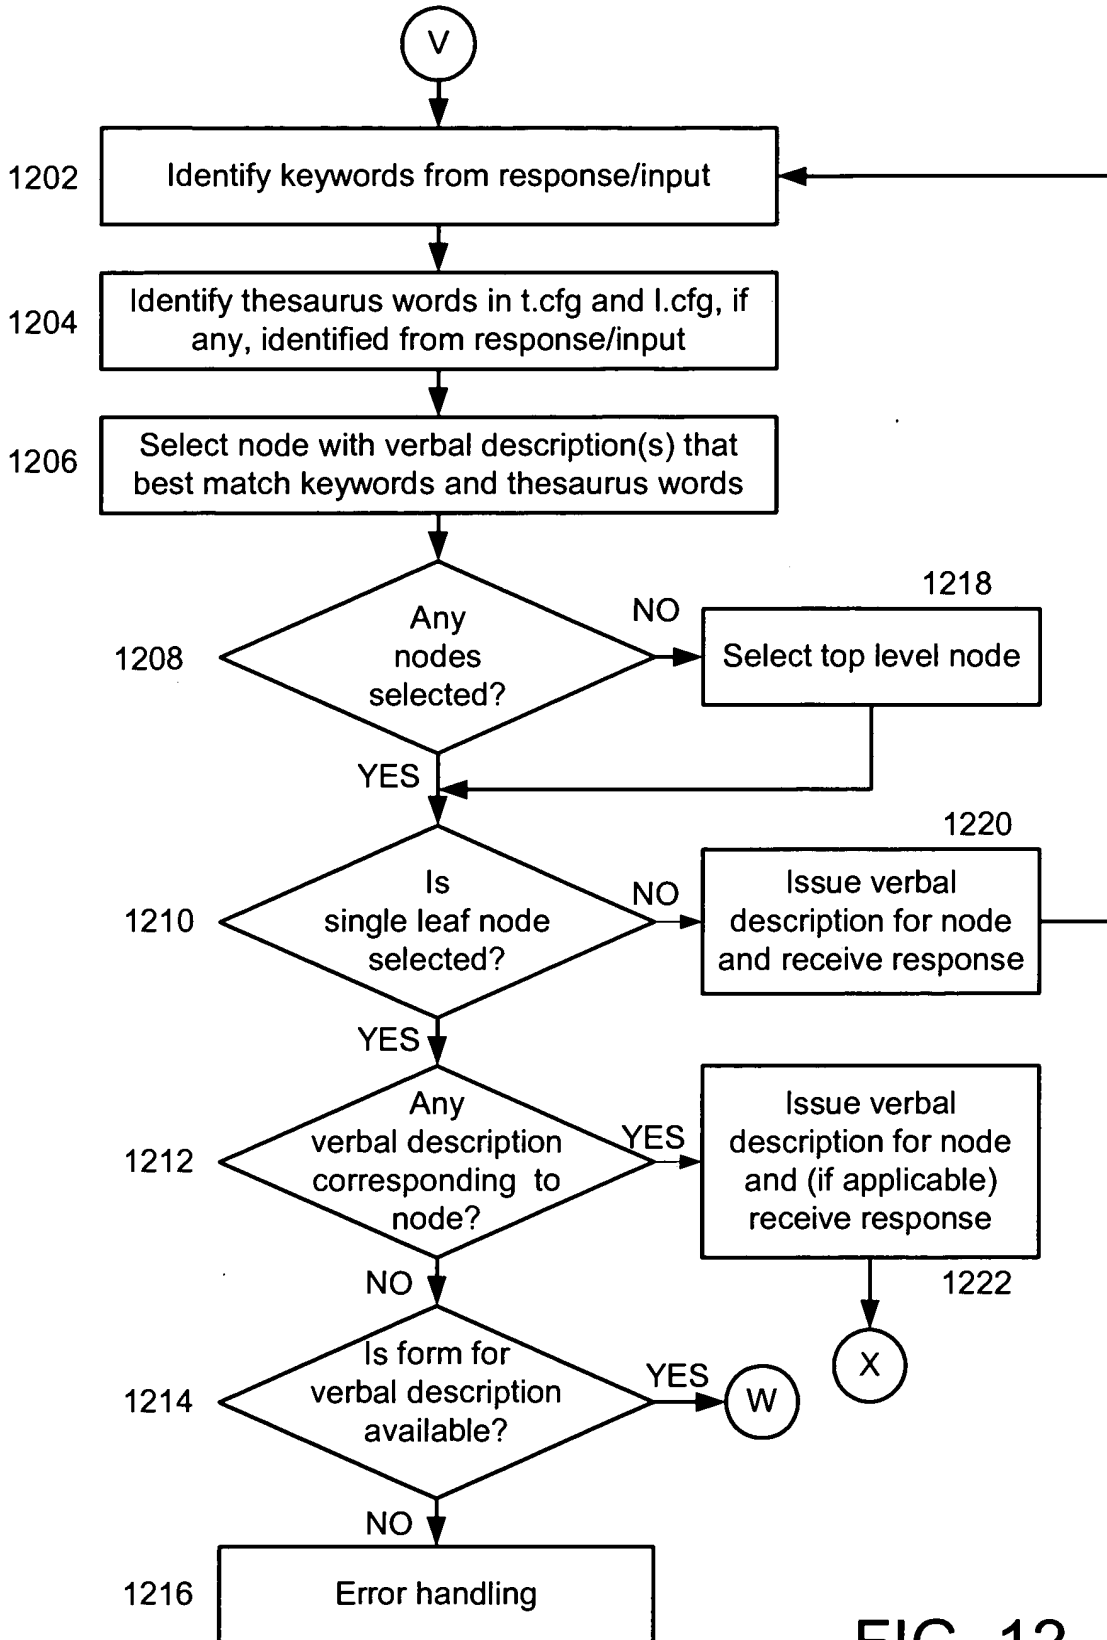 V
1202
Identify keywords from response/input
1204
Identify thesaurus words in t.cfg and l.cfg, if
any, identified from response/input
1206
Select node with verbal description(s) that
best match keywords and thesaurus words
1208
Any
nodes
selected?
NO
1218
Select top level node
YES
1210
Is
single leaf node
selected?
NO
1220
Issue verbal
description for node
and receive response
YES
1212
Any
verbal description
corresponding to
node?
YES
Issue verbal
description for node
and (if applicable)
receive response
1222
X
NO
1214
Is form for
verbal description
available?
YES
W
NO
1216
Error handling
FIG. 12